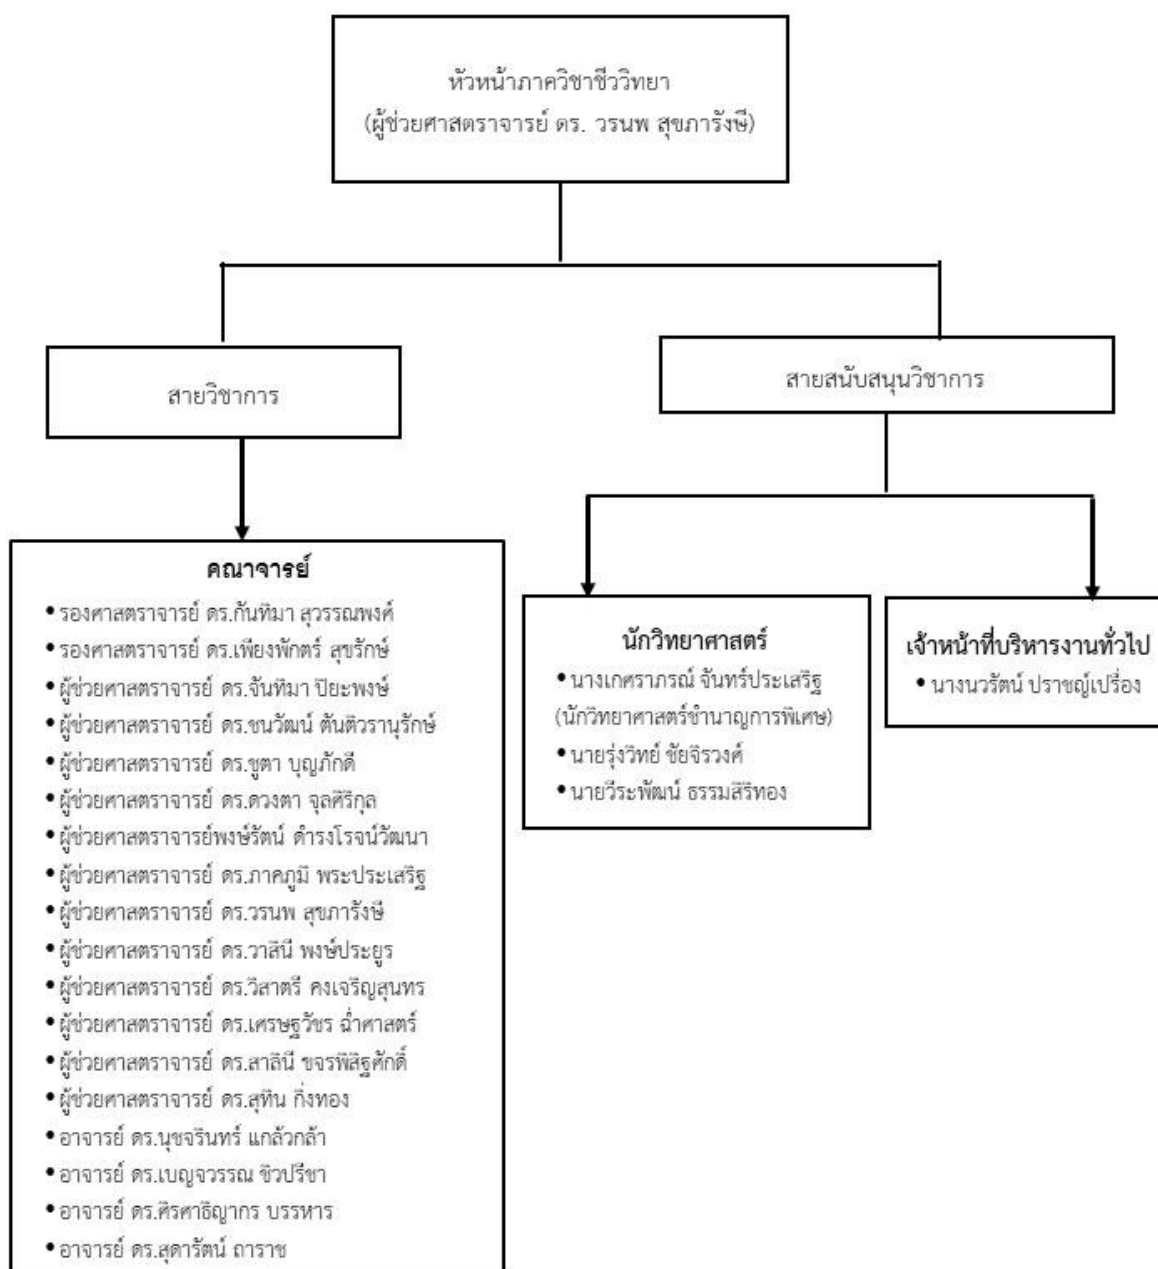 หัวหน้าภาควิชาชีววิทยา
(ผู้ช่วยศาสตราจารย์ ดร. วรนพ สุขภารังษี)
สายวิชาการ
สายสนับสนุนวิชาการ
คณาจารย์
• รองศาสตราจารย์ ดร.กันทิมา สุวรรณพงศ์
• รองศาสตราจารย์ ดร.เพียงพักตร์ สุขรักษ์
• ผู้ช่วยศาสตราจารย์ ดร.จันทิมา ปิยะพงษ์
• ผู้ช่วยศาสตราจารย์ ดร.ชนวัฒน์ ตันติวรานุรักษ์
• ผู้ช่วยศาสตราจารย์ ดร.ชูตา บุญภักดี
• ผู้ช่วยศาสตราจารย์ ดร.ดวงตา จุลศิริกุล
• ผู้ช่วยศาสตราจารย์พงษ์รัตน์ ดำรงโรจน์วัฒนา
• ผู้ช่วยศาสตราจารย์ ดร.ภาคภูมิ พระประเสริฐ
• ผู้ช่วยศาสตราจารย์ ดร.วรนพ สุขภารังษี
• ผู้ช่วยศาสตราจารย์ ดร.วาสินี พงษ์ประยูร
• ผู้ช่วยศาสตราจารย์ ดร.วิสาตรี คงเจริญสุนทร
• ผู้ช่วยศาสตราจารย์ ดร.เศรษฐวัชร ฉ่ำศาสตร์
• ผู้ช่วยศาสตราจารย์ ดร.สาลินี ขจรพิสิฐศักดิ์
• ผู้ช่วยศาสตราจารย์ ดร.สุทิน กิ่งทอง
• อาจารย์ ดร.นุชจรินทร์ แกล้วกล้า
• อาจารย์ ดร.เบญจวรรณ ชิวปรีชา
• อาจารย์ ดร.ศิรศาธิญากร บรรหาร
• อาจารย์ ดร.สุดารัตน์ ถาราช
นักวิทยาศาสตร์
• นางเกศราภรณ์ จันทร์ประเสริฐ
(นักวิทยาศาสตร์ชำนาญการพิเศษ)
• นายรุ่งวิทย์ ชัยจิรวงศ์
• นายวีระพัฒน์ ธรรมสิริทอง
เจ้าหน้าที่บริหารงานทั่วไป
• นางนวรัตน์ ปราชญ์เปรื่อง